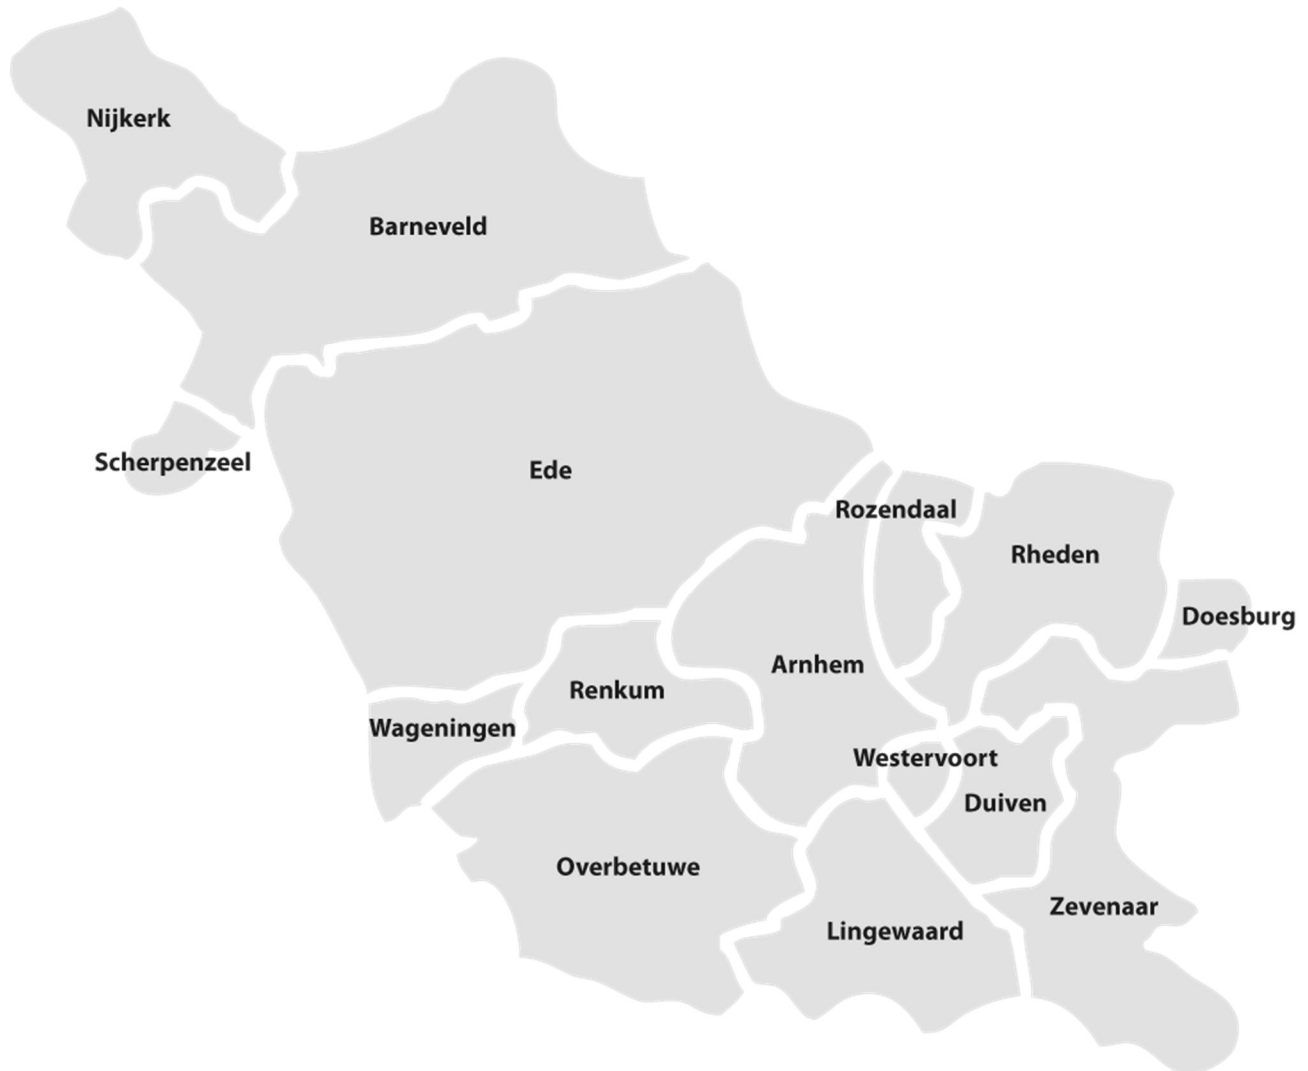 Nijkerk
Barneveld
Scherpenzeel
Ede
Rozendaal
Rheden
Doesburg
Arnhem
Renkum
Wageningen
Westervoort
Duiven
Overbetuwe
Zevenaar
Lingewaard